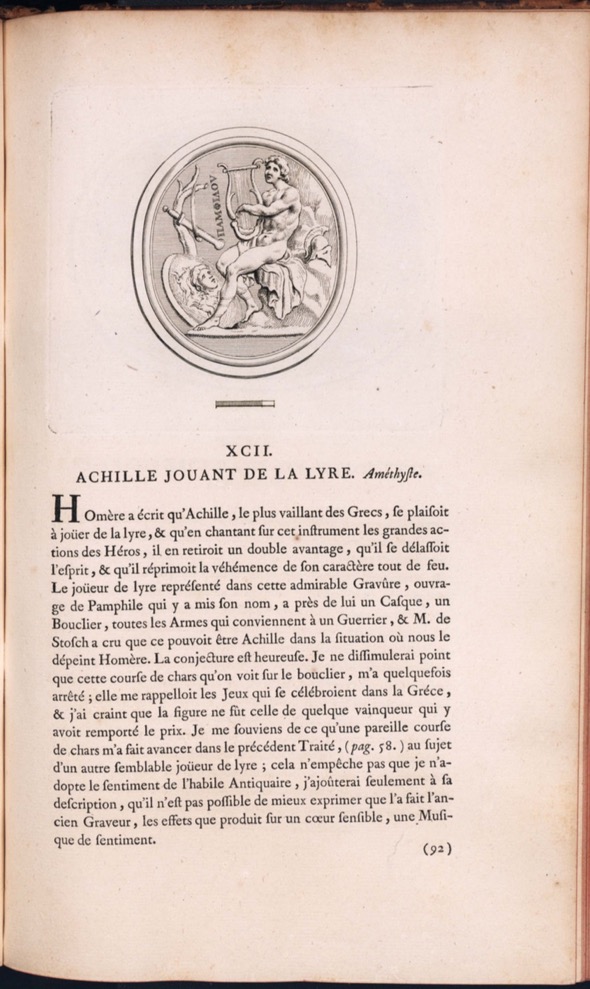 ΠΑΜΦΙΛΟΥ
XCII.
ACHILLE JOUANT DE LA LYRE. Améthyſte.
HOmère a écrit qu'Achille, le plus vaillant des Grecs, ſe plaiſoit
à joüer de la lyre, & qu'en chantant ſur cet inſtrument les grandes ac-
tions des Héros, il en retiroit un double avantage, qu'il ſe délaſſoit
l'eſprit, & qu'il réprimoit la véhémence de ſon caractère tout de feu.
Le joüeur de lyre repréſenté dans cette admirable Gravûre, ouvra-
ge de Pamphile qui y a mis ſon nom, a près de lui un Caſque, un
Bouclier, toutes les Armes qui conviennent à un Guerrier, & M. de
Stoſch a cru que ce pouvoit être Achille dans la ſituation où nous le
dépeint Homère. La conjecture eſt heureuſe. Je ne diſſimulerai point
que cette courſe de chars qu'on voit ſur le bouclier, m'a quelquefois
arrêté ; elle me rappelloit les Jeux qui ſe célébroient dans la Gréce,
& j'ai craint que la figure ne fût celle de quelque vainqueur qui y
avoit remporté le prix. Je me ſouviens de ce qu'une pareille courſe
de chars m'a fait avancer dans le précédent Traité, (pag. 58.) au ſujet
d'un autre ſemblable joüeur de lyre ; cela n'empêche pas que je n'a-
dopte le ſentiment de l'habile Antiquaire, j'ajoûterai ſeulement à ſa
deſcription, qu'il n'eſt pas poſſible de mieux exprimer que l'a fait l'an-
cien Graveur, les effets que produit ſur un cœur ſenſible, une Muſi-
que de ſentiment.
(92)